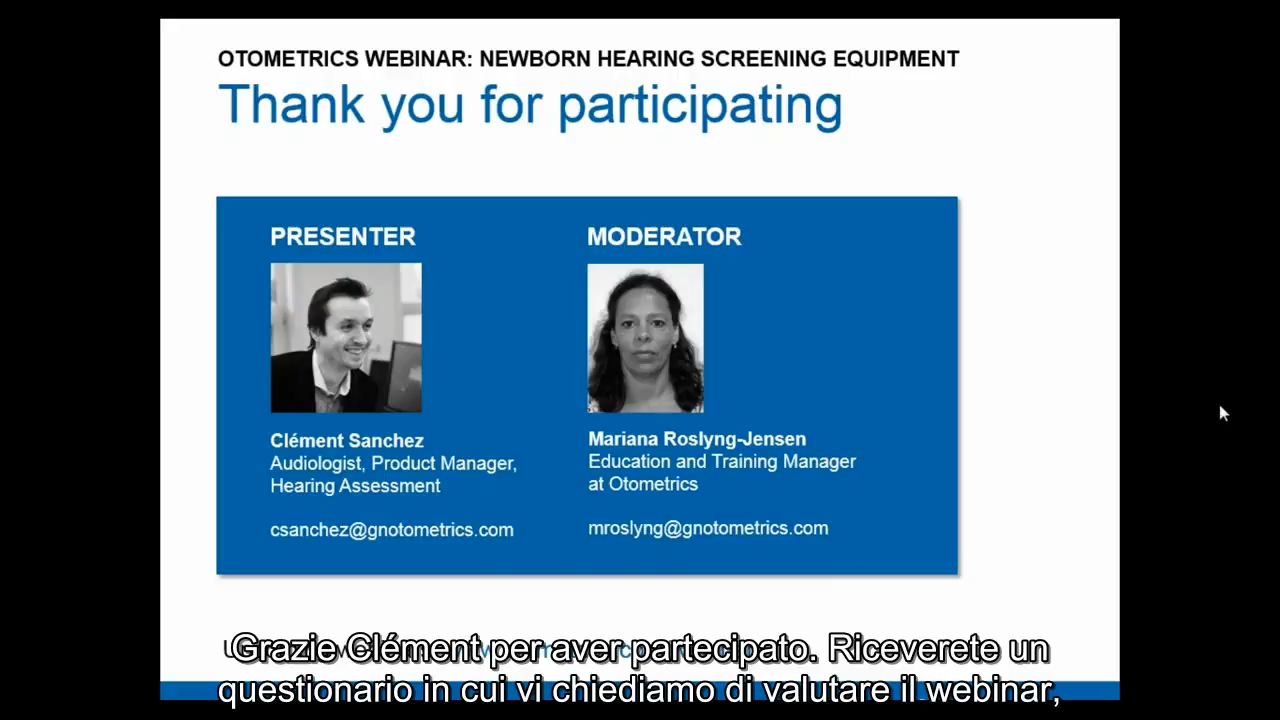 OTOMETRICS WEBINAR: NEWBORN HEARING SCREENING EQUIPMENT
Thank you for participating
PRESENTER
Clément Sanchez
Audiologist, Product Manager,
Hearing Assessment
csanchez@gnotometrics.com
MODERATOR
Mariana Roslyng-Jensen
Education and Training Manager
at Otometrics
mroslyng@gnotometrics.com
Grazie Clément per aver partecipato. Riceverete un
questionario in cui vi chiediamo di valutare il webinar,